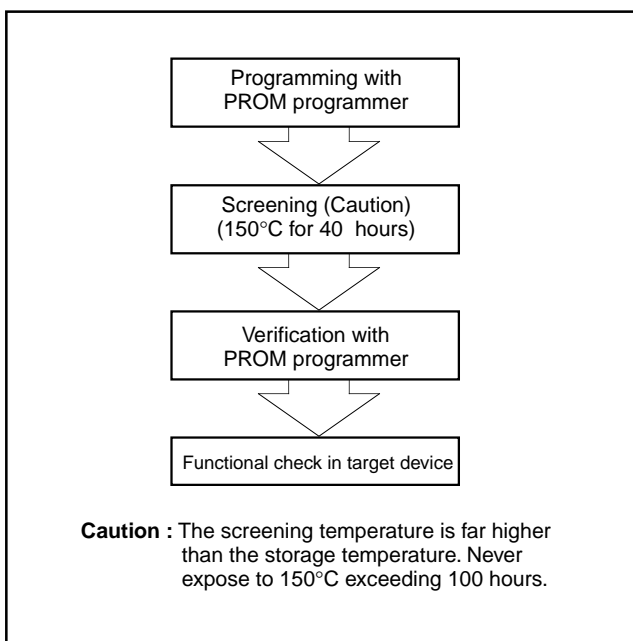 Programming with
PROM programmer
Screening (Caution)
(150°C for 40 hours)
Verification with
PROM programmer
Functional check in target device
Caution : The screening temperature is far higher
than the storage temperature. Never
expose to 150°C exceeding 100 hours.